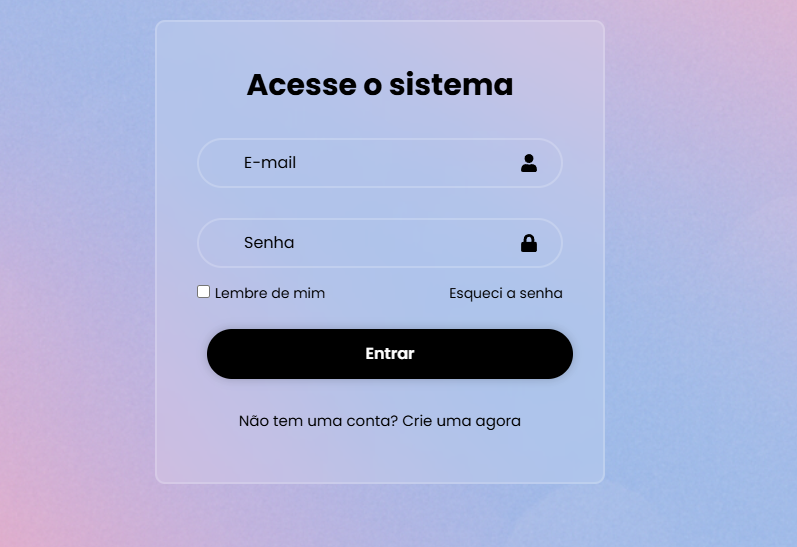 Acesse o sistema
E-mail
Senha
Lembre de mim Esqueci a senha
Entrar
Não tem uma conta? Crie uma agora